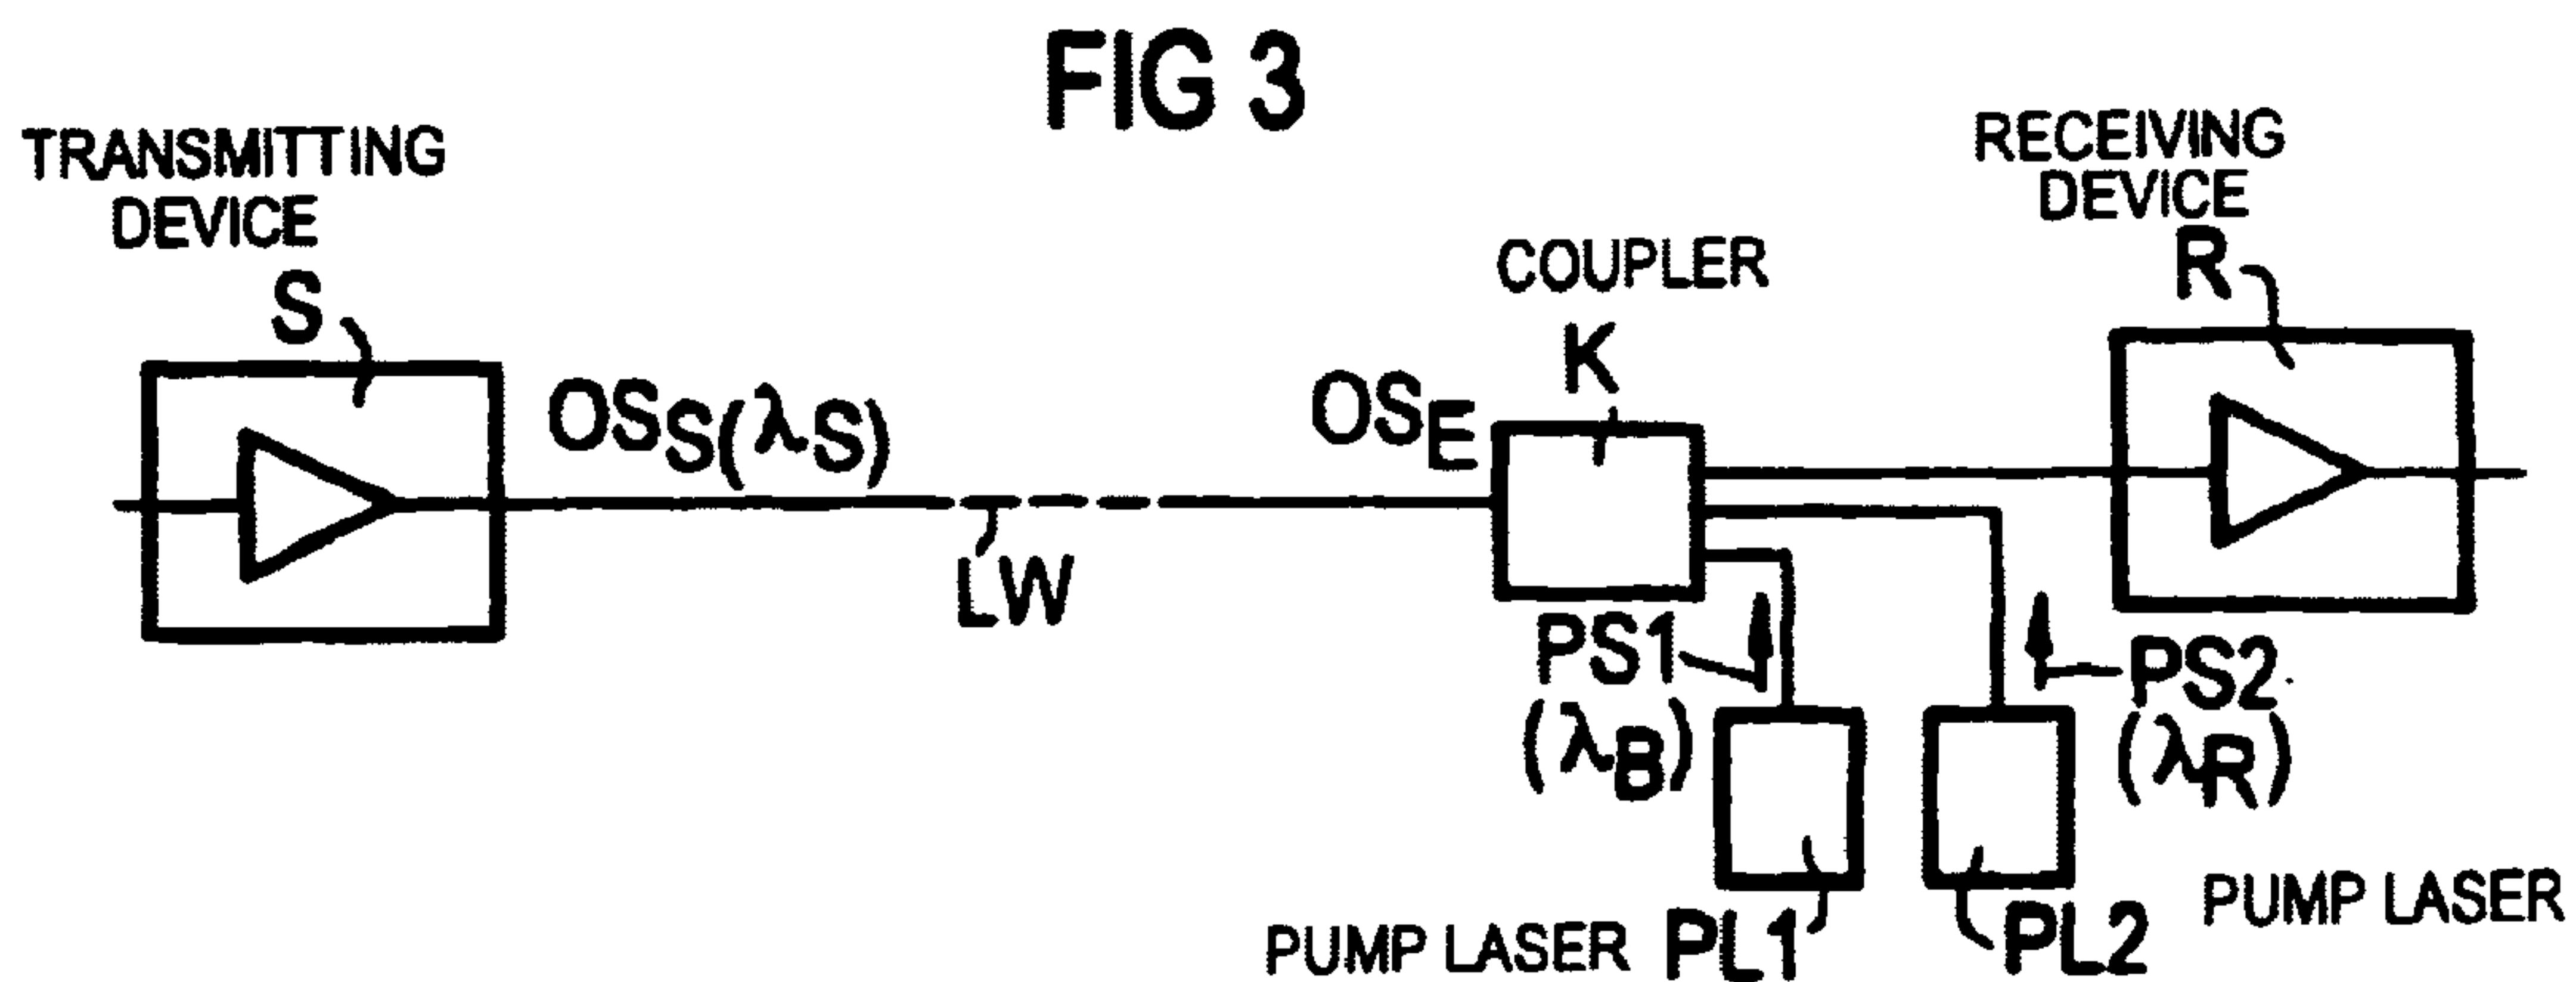 FIG 3
TRANSMITTING
DEVICE
S
RECEIVING
DEVICE
R
COUPLER
K
OSS(λS)
OSE
LW
PS1
(λB)
PS2
(λR)
PUMP LASER PL1
PL2 PUMP LASER